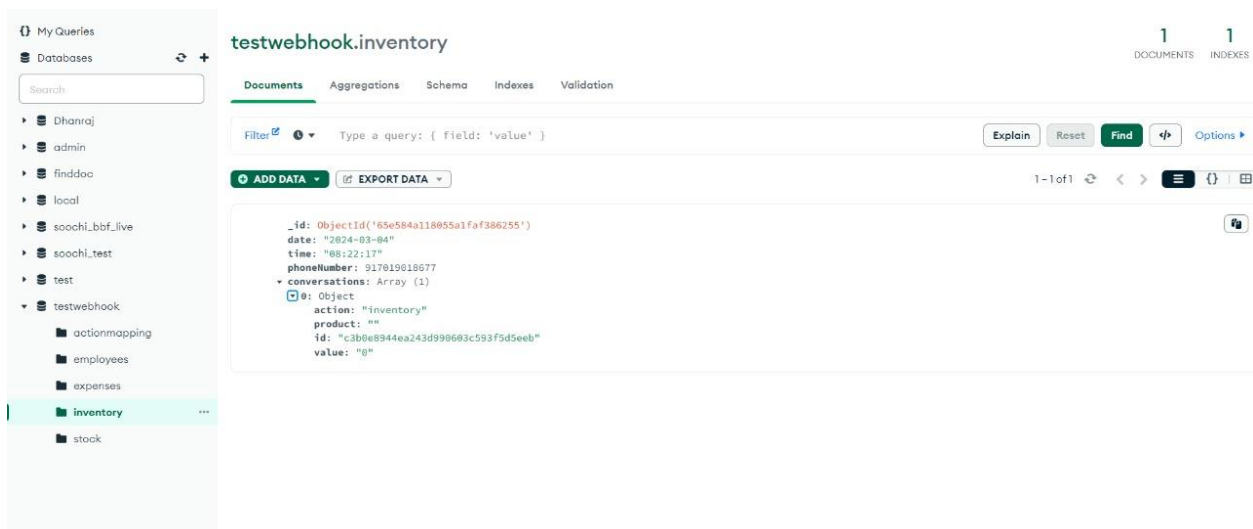 {} My Queries
Databases
Search
Dhanraj
admin
finddoc
local
soochi_bbf_live
soochi_test
test
testwebhook
actionmapping
employees
expenses
inventory
stock
testwebhook.inventory
1 DOCUMENTS 1 INDEXES
Documents Aggregations Schema Indexes Validation
Filter Type a query: { field: 'value' } Explain Reset Find </> Options
ADD DATA EXPORT DATA 1-1 of 1 {}
_id: ObjectId('65e584a118055a1faf386255')
date: "2024-03-04"
time: "08:22:17"
phoneNumber: 917019018677
conversations: Array (1)
0: Object
action: "inventory"
product: ""
id: "c3b0e8944ea243d990603c593f5d5eeb"
value: "0"